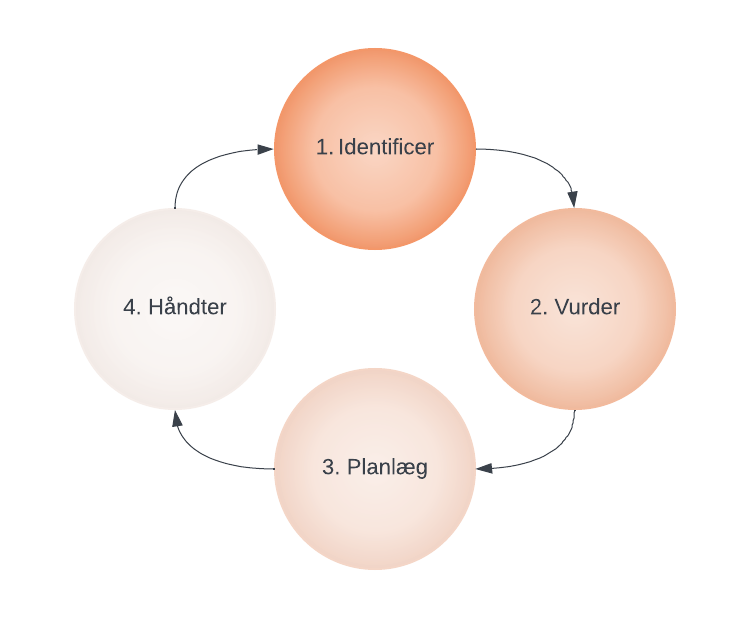 1. Identificer
2. Vurder
3. Planlæg
4. Håndter